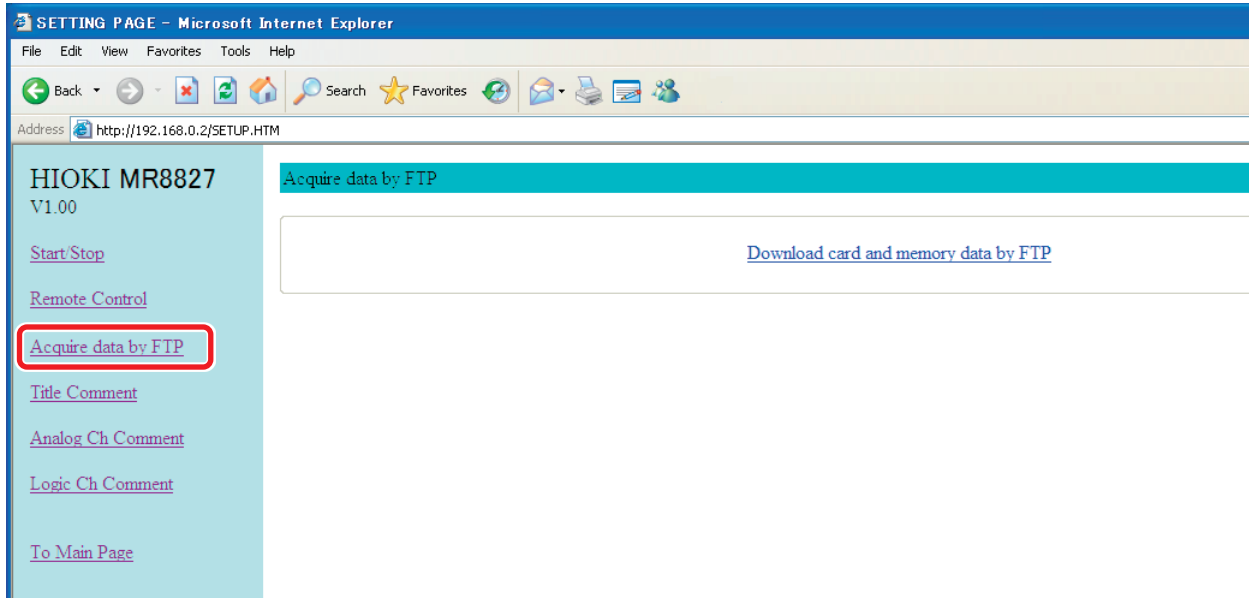 SETTING PAGE - Microsoft Internet Explorer
File Edit View Favorites Tools Help
Back Search Favorites
Address http://192.168.0.2/SETUP.HTM
HIOKI MR8827
V1.00
Start/Stop
Remote Control
Acquire data by FTP
Title Comment
Analog Ch Comment
Logic Ch Comment
To Main Page
Acquire data by FTP
Download card and memory data by FTP